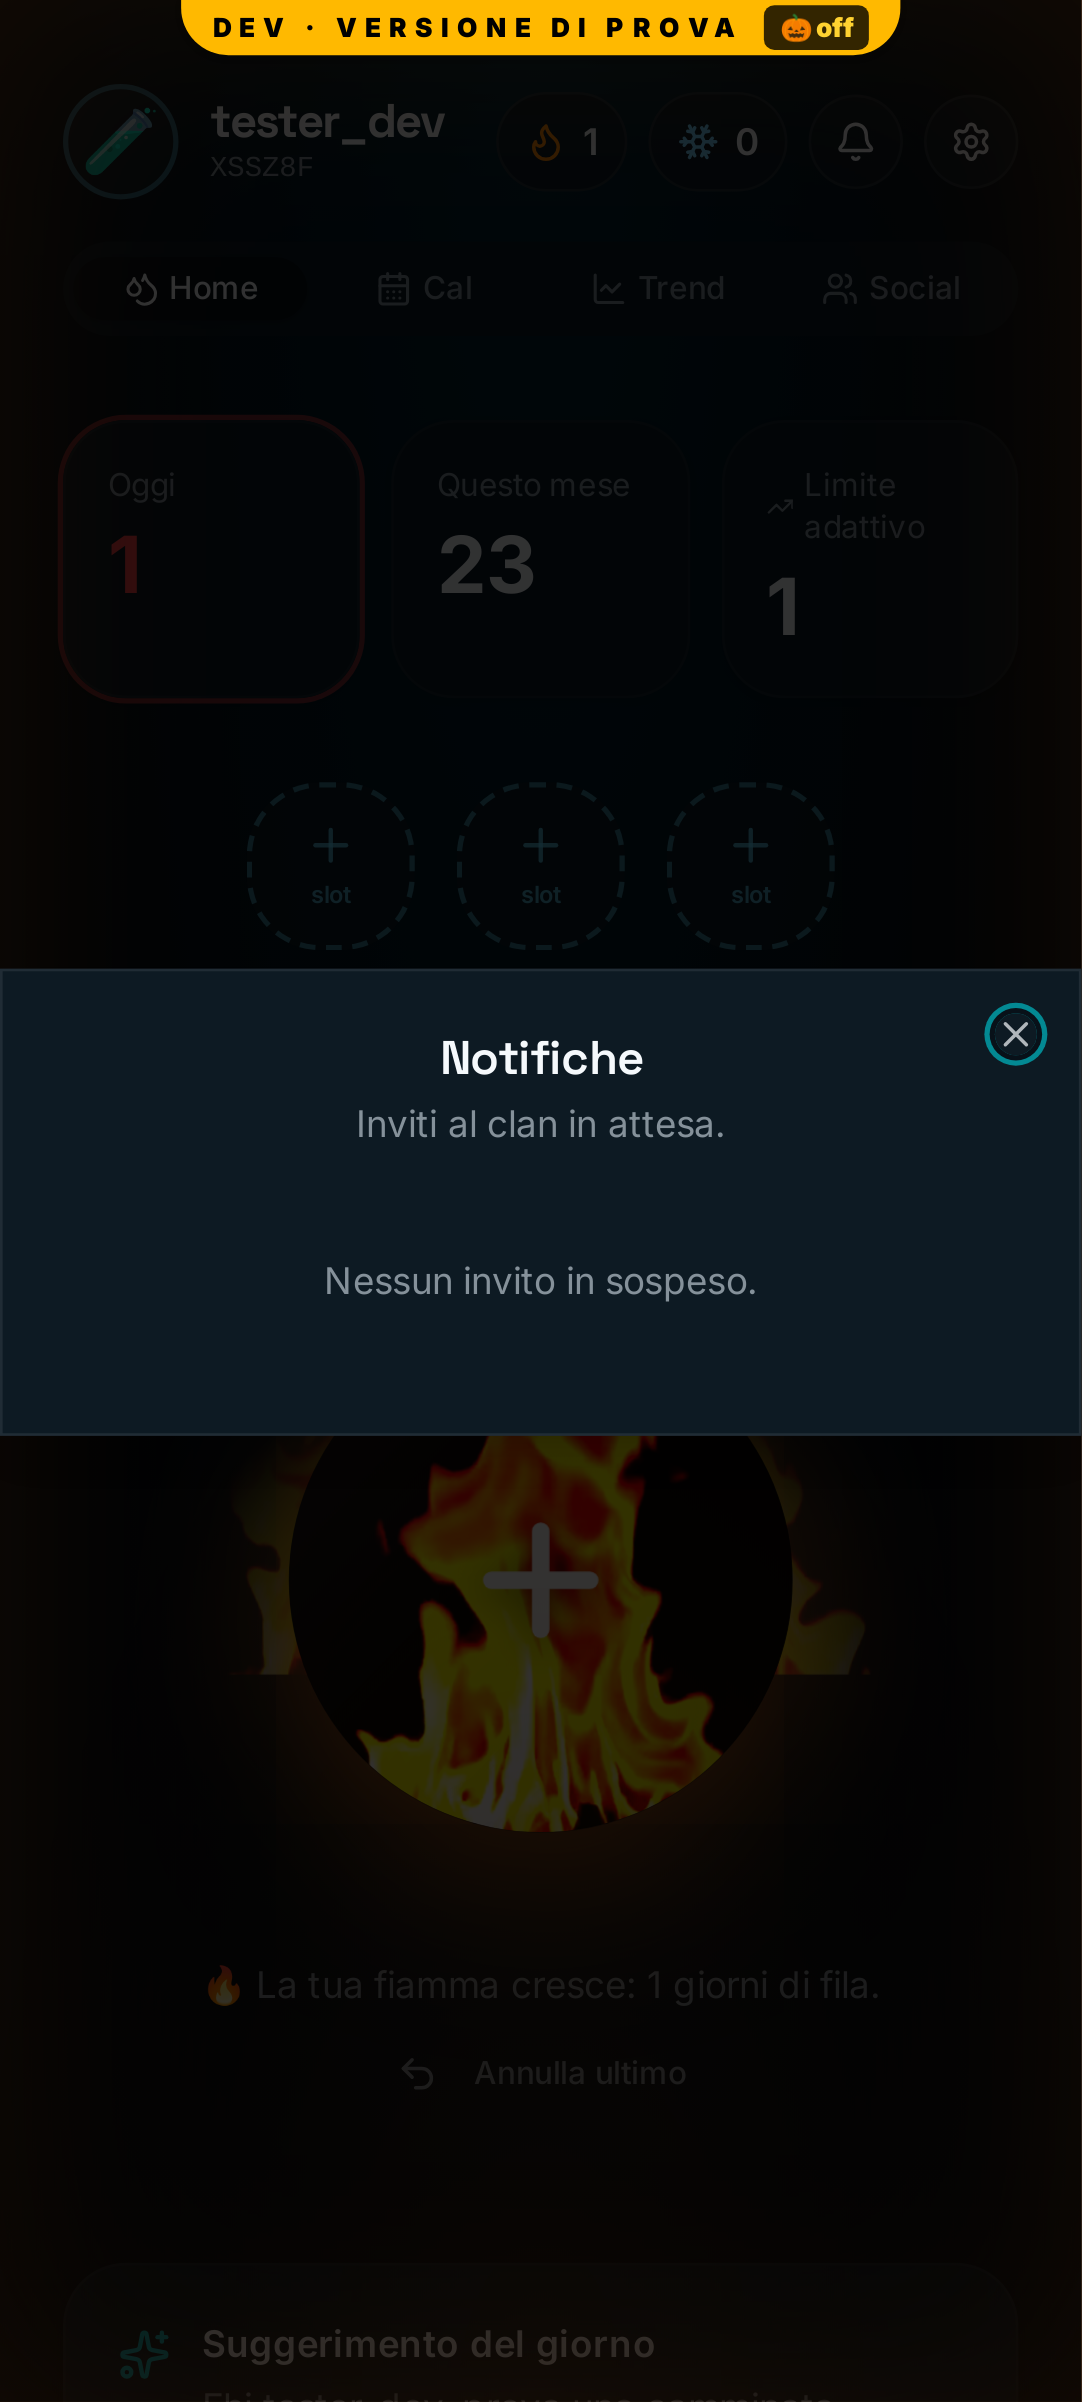 DEV · VERSIONE DI PROVA 🎃off
tester_dev
XSSZ8F
1
0
Home
Cal
Trend
Social
Oggi
1
Questo mese
23
Limite
adattivo
1
slot
slot
slot
Notifiche
Inviti al clan in attesa.
Nessun invito in sospeso.
🔥 La tua fiamma cresce: 1 giorni di fila.
Annulla ultimo
Suggerimento del giorno